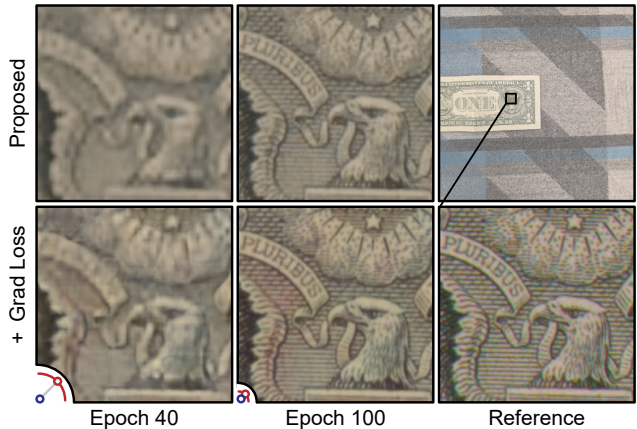 Proposed
PLURIBUS
ONE
+ Grad Loss
PLURIBUS
PLURIBUS
Epoch 40
Epoch 100
Reference